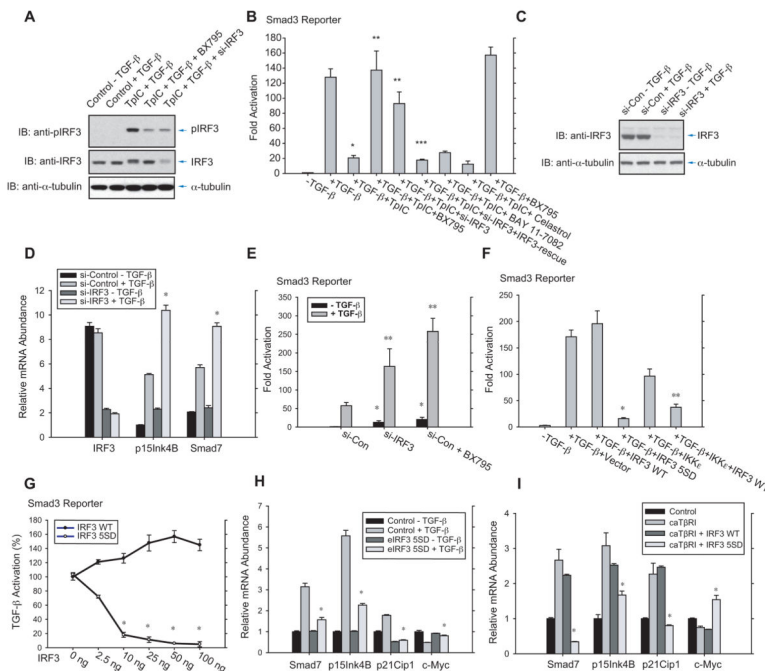 A
Control - TGF-β
Control + TGF-β
TpIC + TGF-β
TpIC + TGF-β + BX795
TpIC + TGF-β + si-IRF3
IB: anti-pIRF3
pIRF3
IB: anti-IRF3
IRF3
IB: anti-α-tubulin
α-tubulin
B
Smad3 Reporter
Fold Activation
180
160
140
120
100
80
60
40
20
0
*
**
**
***
-TGF-β
+TGF-β
+TGF-β+TpIC
+TGF-β+TpIC+BX795
+TGF-β+TpIC+si-IRF3
+TGF-β+TpIC+si-IRF3+IRF3-rescue
+TGF-β+TpIC+ BAY 11-7082
+TGF-β+TpIC+ Celastrol
+TGF-β+BX795
C
si-Con - TGF-β
si-Con + TGF-β
si-IRF3 - TGF-β
si-IRF3 + TGF-β
IB: anti-IRF3
IRF3
IB: anti-α-tubulin
α-tubulin
D
si-Control - TGF-β
si-Control + TGF-β
si-IRF3 - TGF-β
si-IRF3 + TGF-β
Relative mRNA Abundance
10
8
6
4
2
0
*
*
IRF3
p15Ink4B
Smad7
E
Smad3 Reporter
- TGF-β
+ TGF-β
Fold Activation
300
250
200
150
100
50
0
*
**
*
**
si-Con
si-IRF3
si-Con + BX795
F
Smad3 Reporter
Fold Activation
250
200
150
100
50
0
*
**
-TGF-β
+TGF-β+Vector
+TGF-β+IRF3 WT
+TGF-β+IRF3 5SD
+TGF-β+IKKε
+TGF-β+IKKε+IRF3 WT
G
Smad3 Reporter
IRF3 WT
IRF3 5SD
TGF-β Activation (%)
180
160
140
120
100
80
60
40
20
0
*
*
*
*
IRF3
0 ng
2.5 ng
10 ng
25 ng
50 ng
100 ng
H
Control - TGF-β
Control + TGF-β
eIRF3 5SD - TGF-β
eIRF3 5SD + TGF-β
Relative mRNA Abundance
7
6
5
4
3
2
1
0
*
*
*
*
Smad7
p15Ink4B
p21Cip1
c-Myc
I
Control
caTβRI
caTβRI + IRF3 WT
caTβRI + IRF3 5SD
Relative mRNA Abundance
4
3
2
1
0
*
*
*
*
Smad7
p15Ink4B
p21Cip1
c-Myc